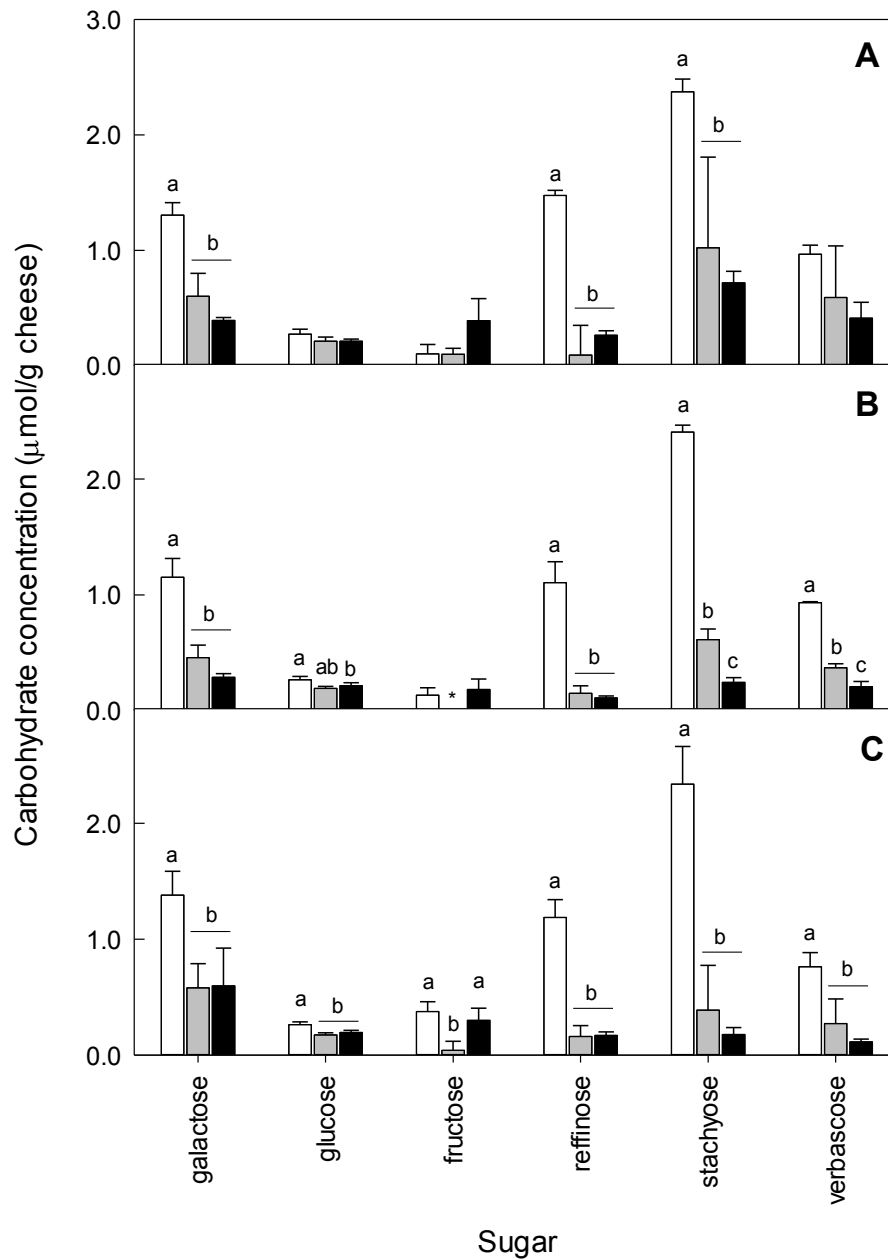 Carbohydrate concentration (μmol/g cheese)
3.0
A
a
a
a
b
b
b
2.0
1.0
0.0
B
a
a
a
a
b
a ab b
*
b
b
c
b
c
2.0
1.0
0.0
C
a
a
a
a
b
a
b
a
b
a
b
b
b
2.0
1.0
0.0
galactose
glucose
fructose
reffinose
stachyose
verbascose
Sugar